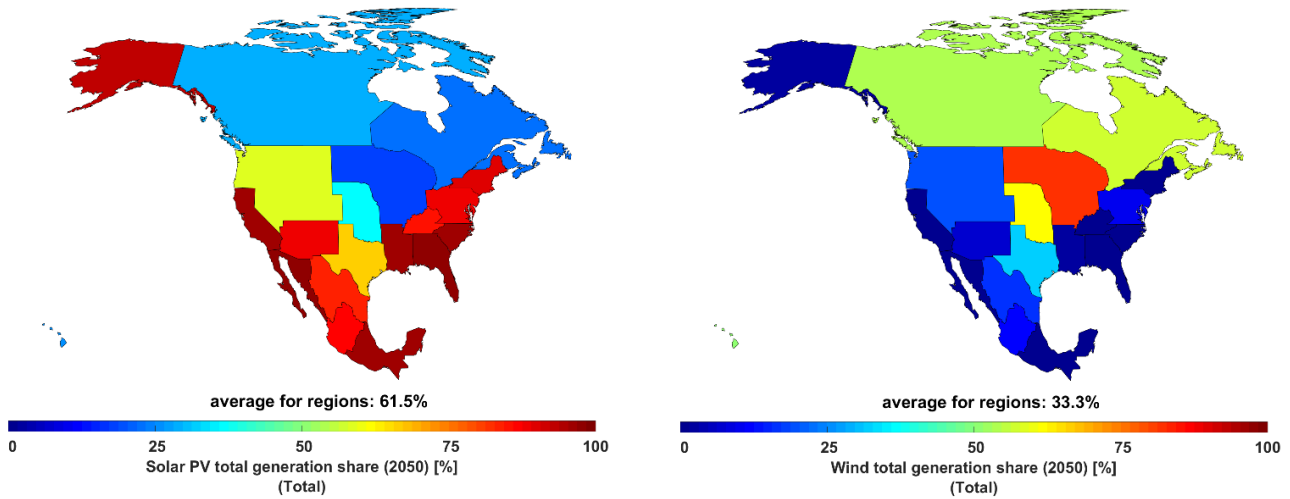 average for regions: 61.5%
0 25 50 75 100
Solar PV total generation share (2050) [%]
(Total)
average for regions: 33.3%
0 25 50 75 100
Wind total generation share (2050) [%]
(Total)